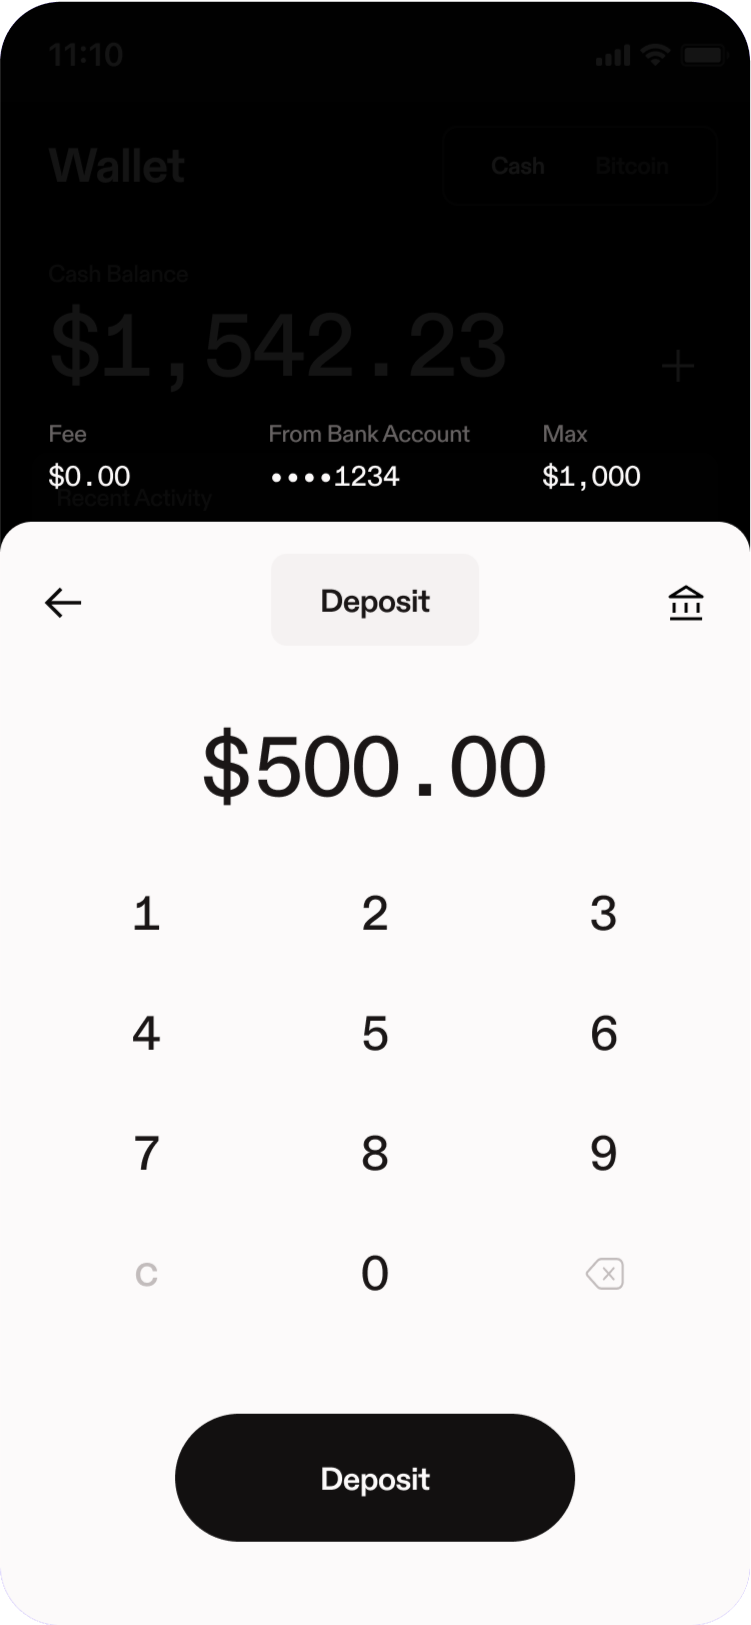 11:10
Wallet
Cash Bitcoin
Cash Balance
$1,542.23
Fee From Bank Account Max
$0.00 ••••1234 $1,000
Recent Activity
Deposit
$500.00
1 2 3
4 5 6
7 8 9
C 0
Deposit